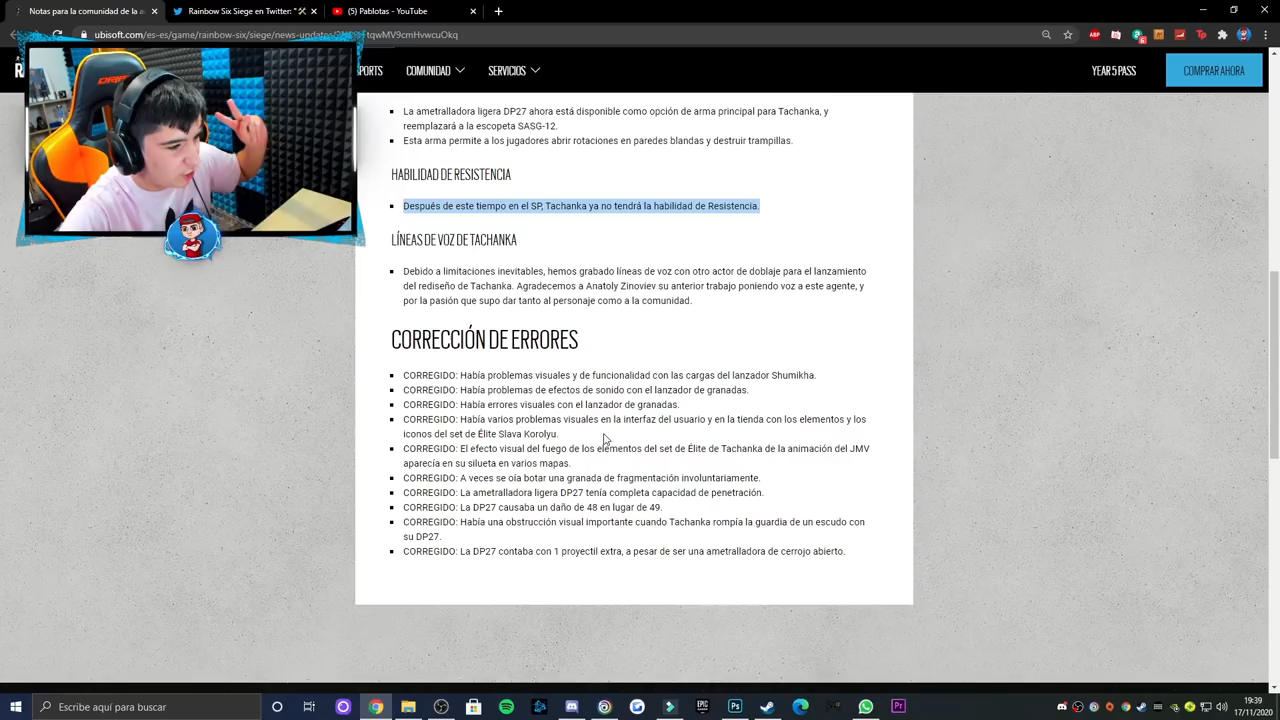 Notas para la comunidad de la a
Rainbow Six Siege en Twitter: "🛠
Pablotas - YouTube
ubisoft.com/es-es/game/rainbow-six/siege/news-updates/
tqwMV9cmHvwcuOkq
PORTS
COMUNIDAD
SERVICIOS
YEAR 5 PASS
COMPRAR AHORA
La ametralladora ligera DP27 ahora está disponible como opción de arma principal para Tachanka, y
reemplazará a la escopeta SASG-12.
Esta arma permite a los jugadores abrir rotaciones en paredes blandas y destruir trampillas.
HABILIDAD DE RESISTENCIA
Después de este tiempo en el SP, Tachanka ya no tendrá la habilidad de Resistencia.
LÍNEAS DE VOZ DE TACHANKA
Debido a limitaciones inevitables, hemos grabado líneas de voz con otro actor de doblaje para el lanzamiento
del rediseño de Tachanka. Agradecemos a Anatoly Zinoviev su anterior trabajo poniendo voz a este agente, y
por la pasión que supo dar tanto al personaje como a la comunidad.
CORRECCIÓN DE ERRORES
CORREGIDO: Había problemas visuales y de funcionalidad con las cargas del lanzador Shumikha.
CORREGIDO: Había problemas de efectos de sonido con el lanzador de granadas.
CORREGIDO: Había errores visuales con el lanzador de granadas.
CORREGIDO: Había varios problemas visuales en la interfaz del usuario y en la tienda con los elementos y los
iconos del set de Élite Slava Korolyu.
CORREGIDO: El efecto visual del fuego de los elementos del set de Élite de Tachanka de la animación del JMV
aparecía en su silueta en varios mapas.
CORREGIDO: A veces se oía botar una granada de fragmentación involuntariamente.
CORREGIDO: La ametralladora ligera DP27 tenía completa capacidad de penetración.
CORREGIDO: La DP27 causaba un daño de 48 en lugar de 49.
CORREGIDO: Había una obstrucción visual importante cuando Tachanka rompía la guardia de un escudo con
su DP27.
CORREGIDO: La DP27 contaba con 1 proyectil extra, a pesar de ser una ametralladora de cerrojo abierto.
Escribe aquí para buscar
19:39
17/11/2020